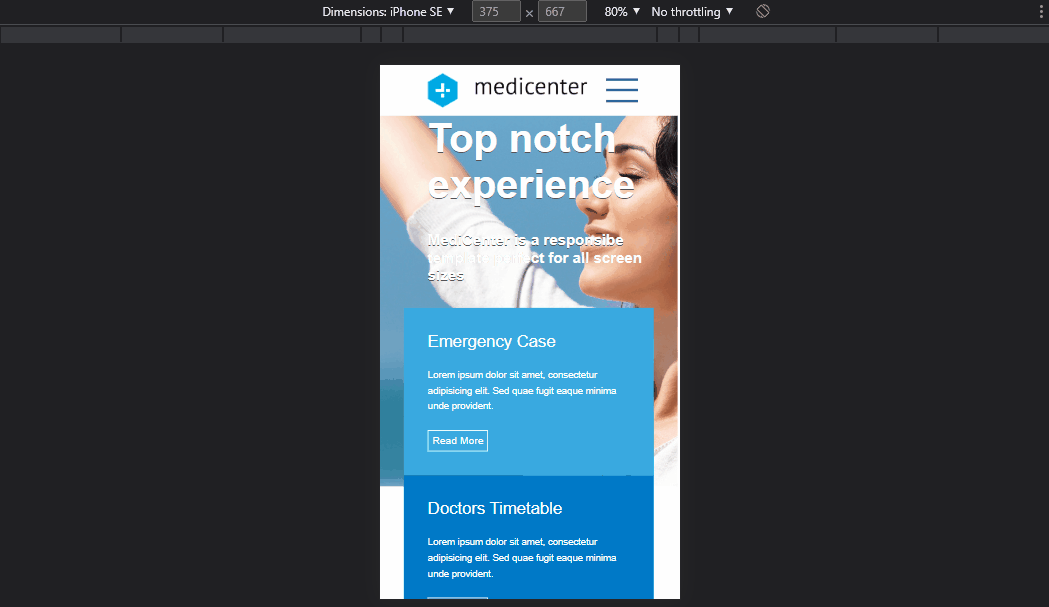 Dimensions: iPhone SE ▼ 375 × 667 80% ▼ No throttling ▼
medicenter
Top notch
experience
MediCenter is a responsibe
template perfect for all screen
sizes
Emergency Case
Lorem ipsum dolor sit amet, consectetur
adipisicing elit. Sed quae fugit eaque minima
unde provident.
Read More
Doctors Timetable
Lorem ipsum dolor sit amet, consectetur
adipisicing elit. Sed quae fugit eaque minima
unde provident.